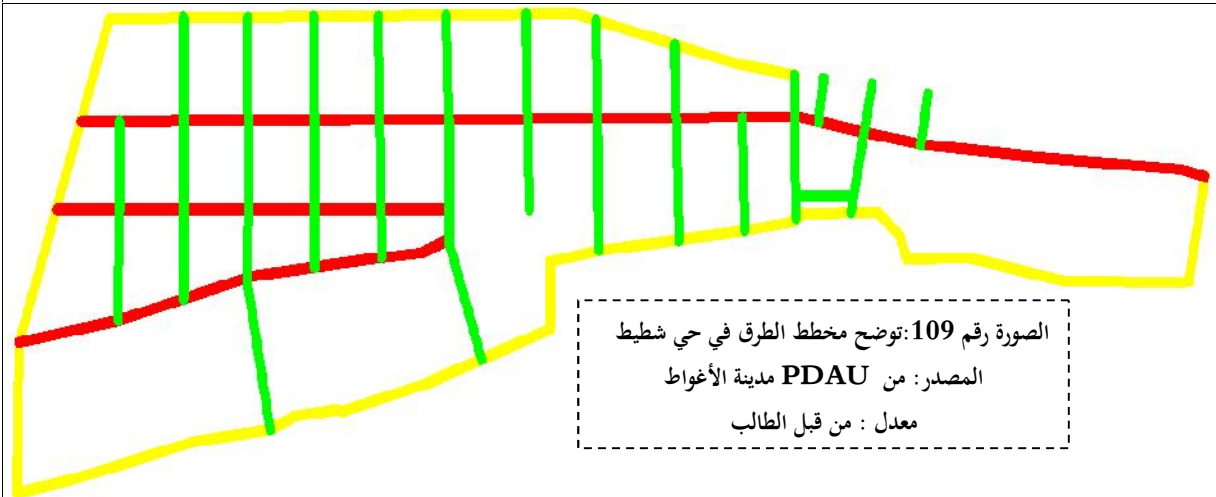 الصورة رقم 109:توضح مخطط الطرق في حي شطيط
المصدر: من PDAU مدينة الأغواط
معدل : من قبل الطالب